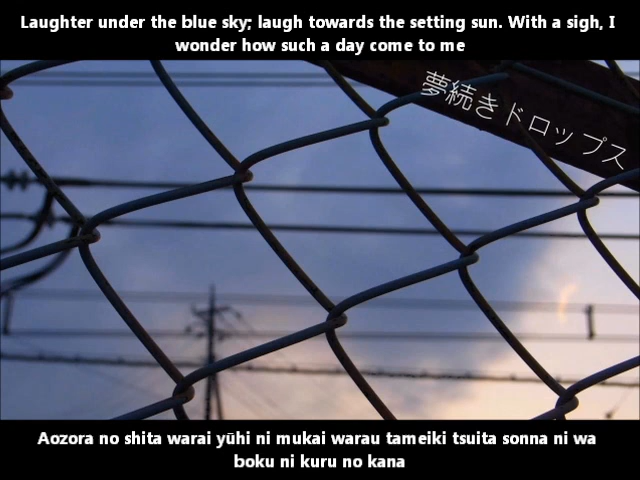 Laughter under the blue sky; laugh towards the setting sun. With a sigh, I
wonder how such a day come to me
夢続きドロップス
Aozora no shita warai yūhi ni mukai warau tameiki tsuita sonna ni wa
boku ni kuru no kana